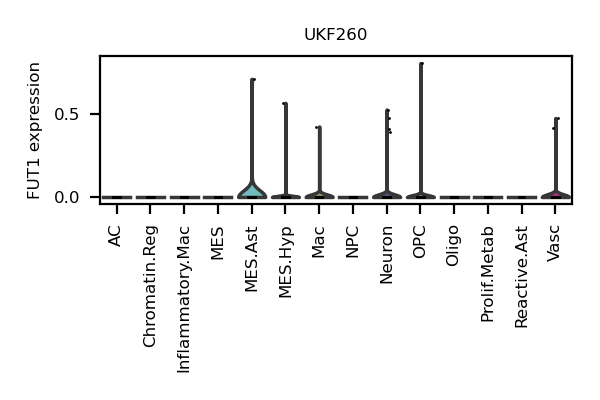 UKF260
FUT1 expression
0.5
0.0
AC
Chromatin.Reg
Inflammatory.Mac
MES
MES.Ast
MES.Hyp
Mac
NPC
Neuron
OPC
Oligo
Prolif.Metab
Reactive.Ast
Vasc